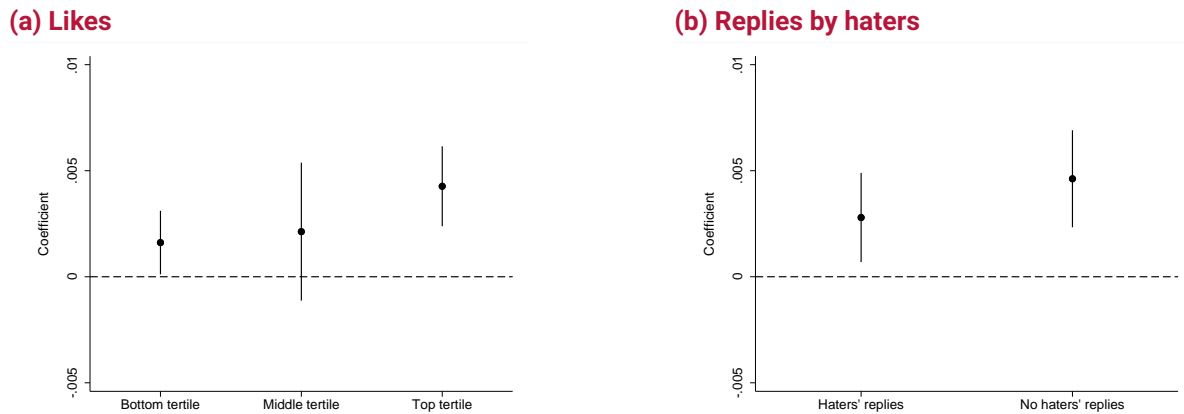 (a) Likes
.01
.005
0
-.005
Coefficient
Bottom tertile Middle tertile Top tertile
(b) Replies by haters
.01
.005
0
-.005
Coefficient
Haters' replies No haters' replies